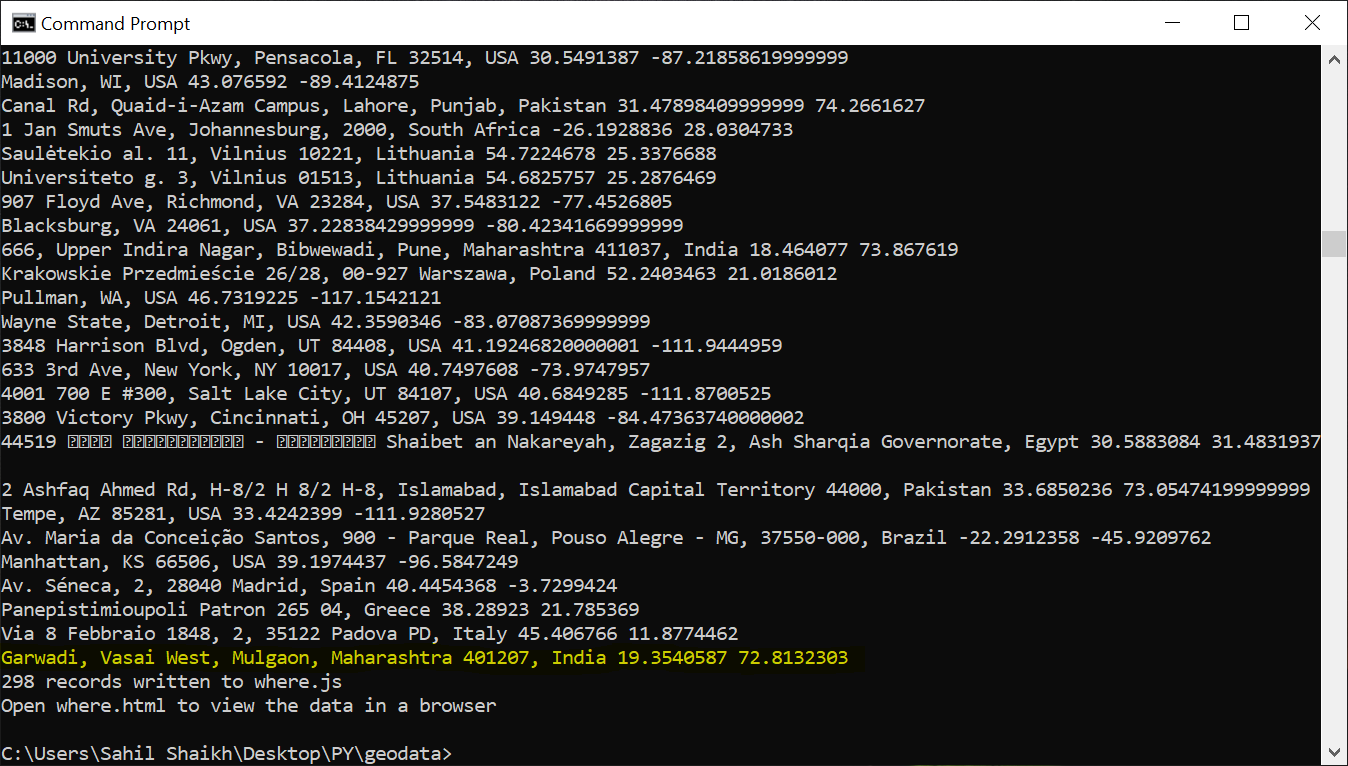 Command Prompt
11000 University Pkwy, Pensacola, FL 32514, USA 30.5491387 -87.21858619999999
Madison, WI, USA 43.076592 -89.4124875
Canal Rd, Quaid-i-Azam Campus, Lahore, Punjab, Pakistan 31.47898409999999 74.2661627
1 Jan Smuts Ave, Johannesburg, 2000, South Africa -26.1928836 28.0304733
Saulėtekio al. 11, Vilnius 10221, Lithuania 54.7224678 25.3376688
Universiteto g. 3, Vilnius 01513, Lithuania 54.6825757 25.2876469
907 Floyd Ave, Richmond, VA 23284, USA 37.5483122 -77.4526805
Blacksburg, VA 24061, USA 37.22838429999999 -80.42341669999999
666, Upper Indira Nagar, Bibwewadi, Pune, Maharashtra 411037, India 18.464077 73.867619
Krakowskie Przedmieście 26/28, 00-927 Warszawa, Poland 52.2403463 21.0186012
Pullman, WA, USA 46.7319225 -117.1542121
Wayne State, Detroit, MI, USA 42.3590346 -83.07087369999999
3848 Harrison Blvd, Ogden, UT 84408, USA 41.19246820000001 -111.9444959
633 3rd Ave, New York, NY 10017, USA 40.7497608 -73.9747957
4001 700 E #300, Salt Lake City, UT 84107, USA 40.6849285 -111.8700525
3800 Victory Pkwy, Cincinnati, OH 45207, USA 39.149448 -84.47363740000002
44519 - Shaibet an Nakareyah, Zagazig 2, Ash Sharqia Governorate, Egypt 30.5883084 31.4831937
2 Ashfaq Ahmed Rd, H-8/2 H 8/2 H-8, Islamabad, Islamabad Capital Territory 44000, Pakistan 33.6850236 73.05474199999999
Tempe, AZ 85281, USA 33.4242399 -111.9280527
Av. Maria da Conceição Santos, 900 - Parque Real, Pouso Alegre - MG, 37550-000, Brazil -22.2912358 -45.9209762
Manhattan, KS 66506, USA 39.1974437 -96.5847249
Av. Séneca, 2, 28040 Madrid, Spain 40.4454368 -3.7299424
Panepistimioupoli Patron 265 04, Greece 38.28923 21.785369
Via 8 Febbraio 1848, 2, 35122 Padova PD, Italy 45.406766 11.8774462
Garwadi, Vasai West, Mulgaon, Maharashtra 401207, India 19.3540587 72.8132303
298 records written to where.js
Open where.html to view the data in a browser
C:\Users\Sahil Shaikh\Desktop\PY\geodata>